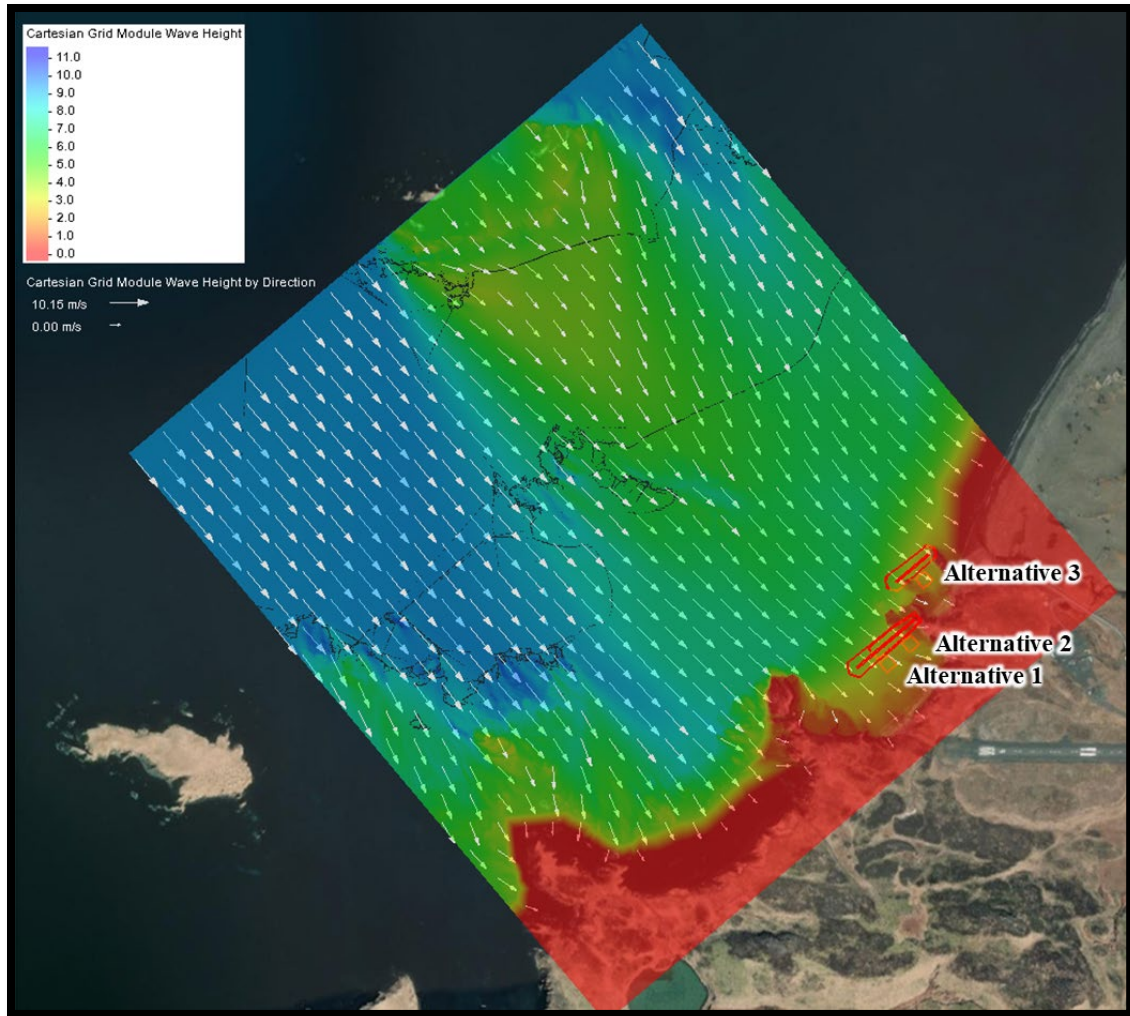 Cartesian Grid Module Wave Height
11.0
10.0
9.0
8.0
7.0
6.0
5.0
4.0
3.0
2.0
1.0
0.0
Cartesian Grid Module Wave Height by Direction
10.15 m/s
0.00 m/s
Alternative 3
Alternative 2
Alternative 1